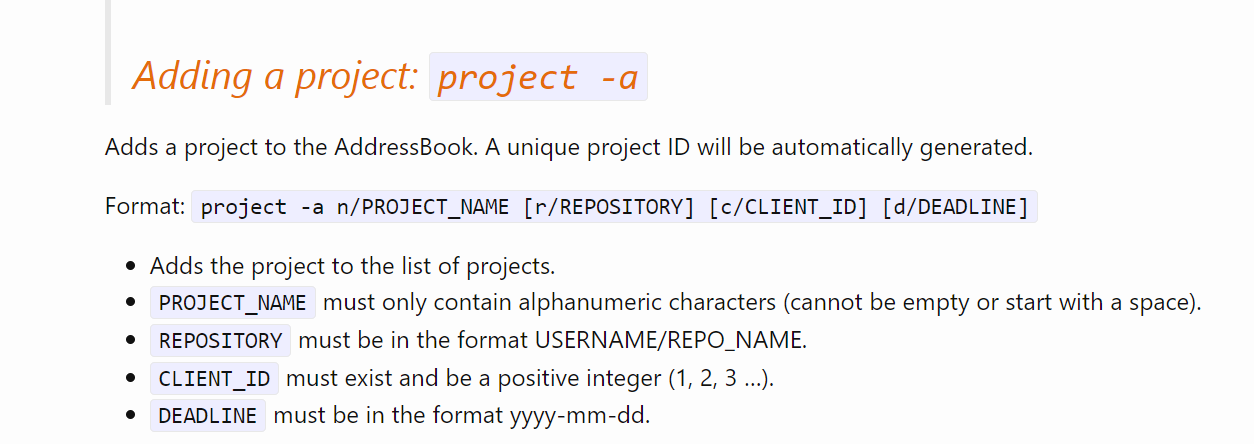 Adding a project: project -a
Adds a project to the AddressBook. A unique project ID will be automatically generated.
Format: project -a n/PROJECT_NAME [r/REPOSITORY] [c/CLIENT_ID] [d/DEADLINE]
• Adds the project to the list of projects.
• PROJECT_NAME must only contain alphanumeric characters (cannot be empty or start with a space).
• REPOSITORY must be in the format USERNAME/REPO_NAME.
• CLIENT_ID must exist and be a positive integer (1, 2, 3 ...).
• DEADLINE must be in the format yyyy-mm-dd.